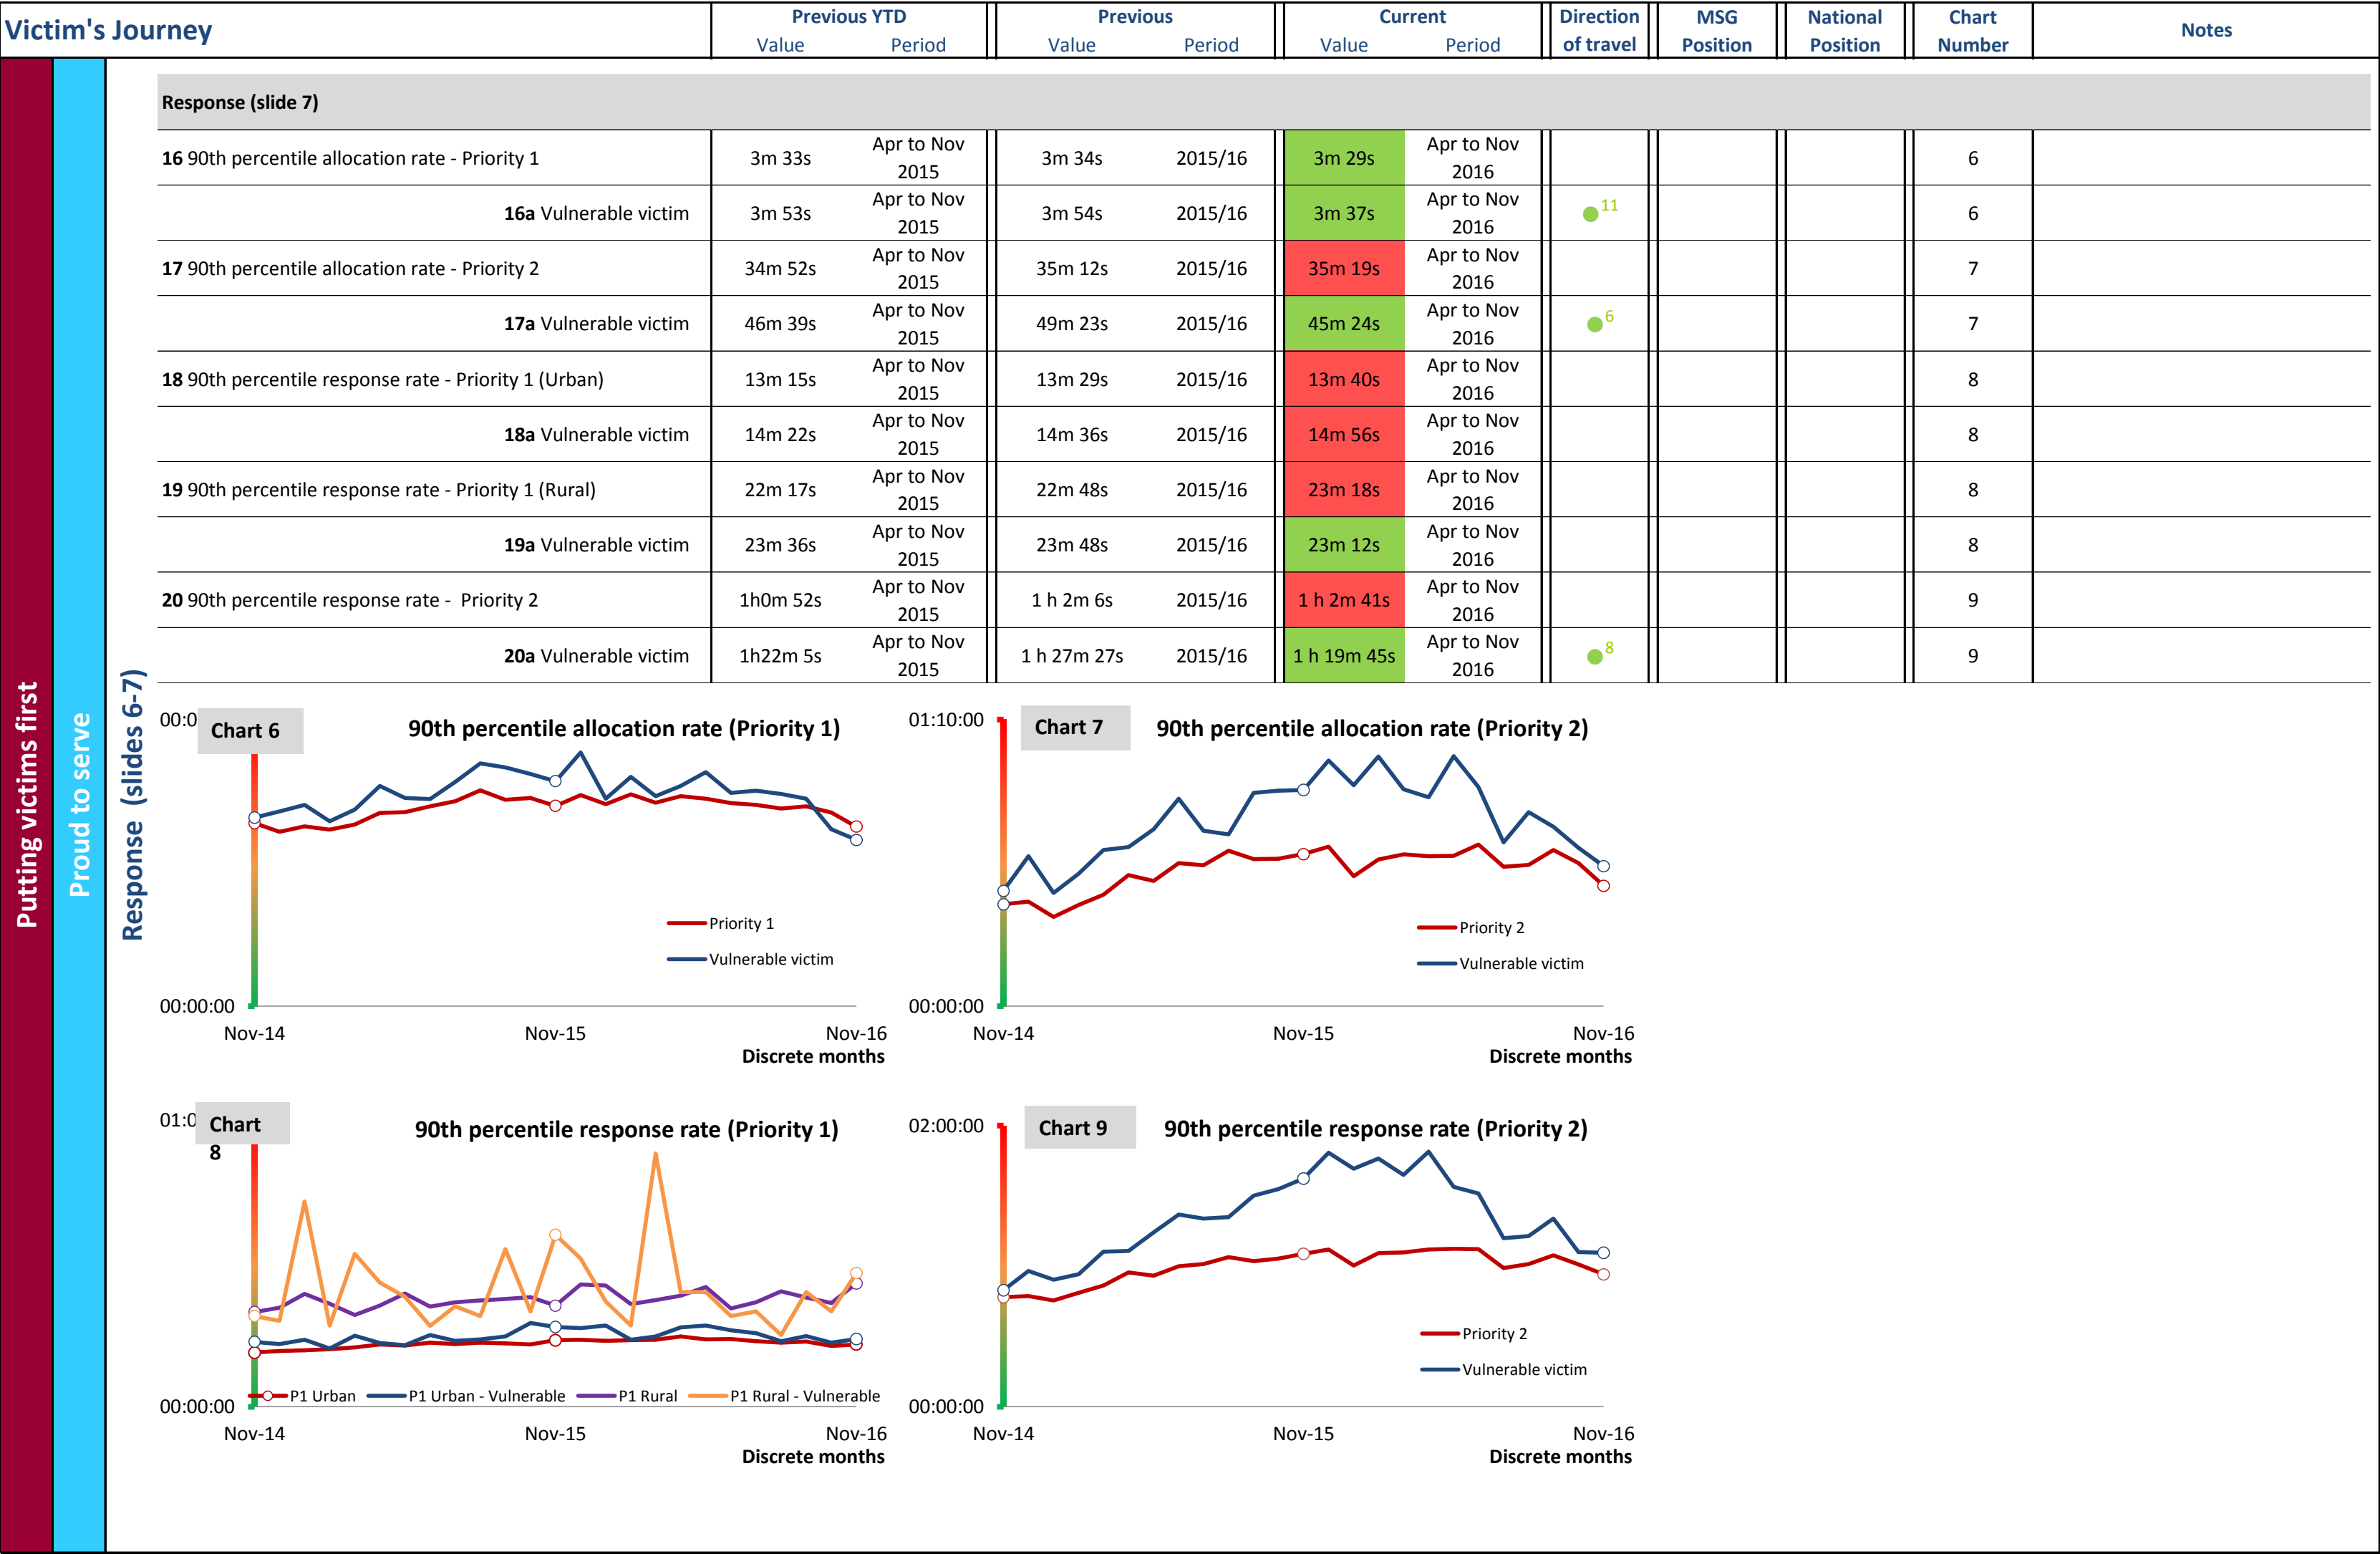 Victim's Journey
Previous YTD Previous Current Direction MSG National Chart Notes
Value Period Value Period Value Period of travel Position Position Number
Response (slide 7)
16 90th percentile allocation rate - Priority 1 3m 33s Apr to Nov 2015 3m 34s 2015/16 3m 29s Apr to Nov 2016 6
16a Vulnerable victim 3m 53s Apr to Nov 2015 3m 54s 2015/16 3m 37s Apr to Nov 2016 11 6
17 90th percentile allocation rate - Priority 2 34m 52s Apr to Nov 2015 35m 12s 2015/16 35m 19s Apr to Nov 2016 7
17a Vulnerable victim 46m 39s Apr to Nov 2015 49m 23s 2015/16 45m 24s Apr to Nov 2016 6 7
18 90th percentile response rate - Priority 1 (Urban) 13m 15s Apr to Nov 2015 13m 29s 2015/16 13m 40s Apr to Nov 2016 8
18a Vulnerable victim 14m 22s Apr to Nov 2015 14m 36s 2015/16 14m 56s Apr to Nov 2016 8
19 90th percentile response rate - Priority 1 (Rural) 22m 17s Apr to Nov 2015 22m 48s 2015/16 23m 18s Apr to Nov 2016 8
19a Vulnerable victim 23m 36s Apr to Nov 2015 23m 48s 2015/16 23m 12s Apr to Nov 2016 8
20 90th percentile response rate - Priority 2 1h0m 52s Apr to Nov 2015 1 h 2m 6s 2015/16 1 h 2m 41s Apr to Nov 2016 9
20a Vulnerable victim 1h22m 5s Apr to Nov 2015 1 h 27m 27s 2015/16 1 h 19m 45s Apr to Nov 2016 8 9
Putting victims first
Proud to serve
Response (slides 6-7)
00:0
Chart 6
90th percentile allocation rate (Priority 1)
Priority 1
Vulnerable victim
00:00:00
Nov-14 Nov-15 Nov-16
Discrete months
01:10:00
Chart 7
90th percentile allocation rate (Priority 2)
Priority 2
Vulnerable victim
00:00:00
Nov-14 Nov-15 Nov-16
Discrete months
01:0
Chart
8
90th percentile response rate (Priority 1)
P1 Urban P1 Urban - Vulnerable P1 Rural P1 Rural - Vulnerable
00:00:00
Nov-14 Nov-15 Nov-16
Discrete months
02:00:00
Chart 9
90th percentile response rate (Priority 2)
Priority 2
Vulnerable victim
00:00:00
Nov-14 Nov-15 Nov-16
Discrete months